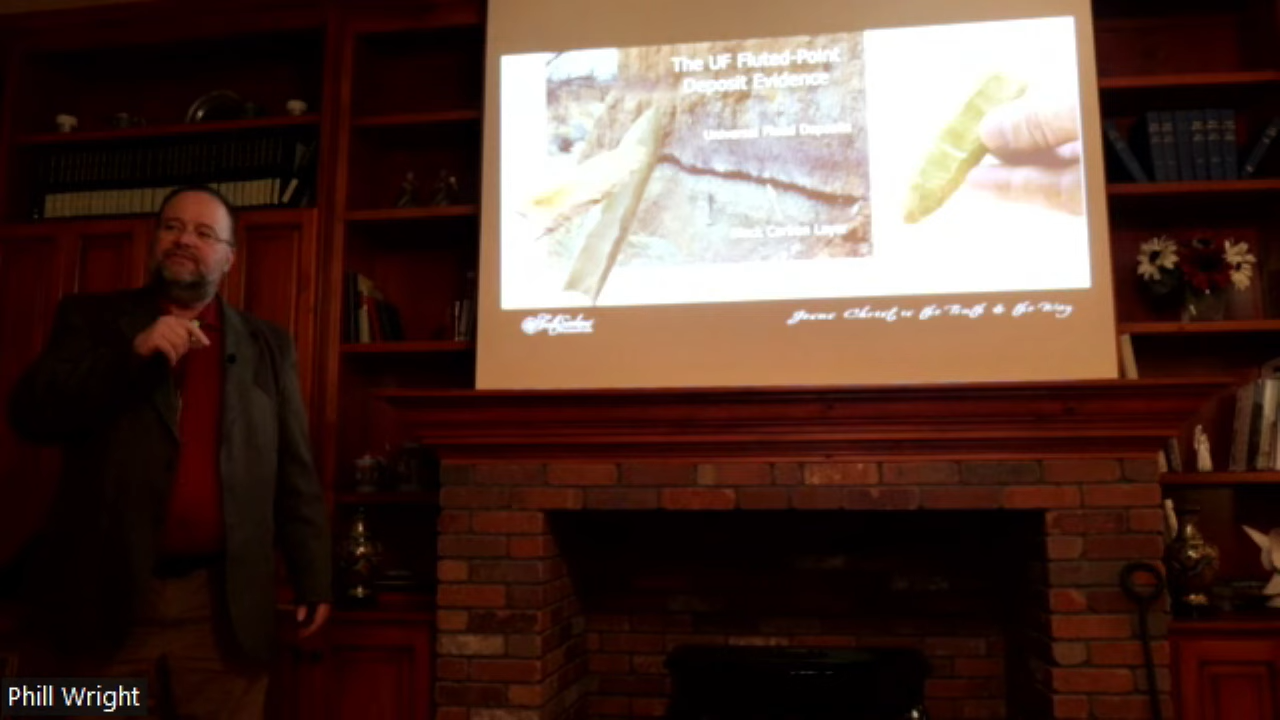 The UF Fluted-Point
Deposit Evidence
Universal Flood Deposits
Black Carbon Layer
Jesus Christ is the Truth & the Way
Phill Wright